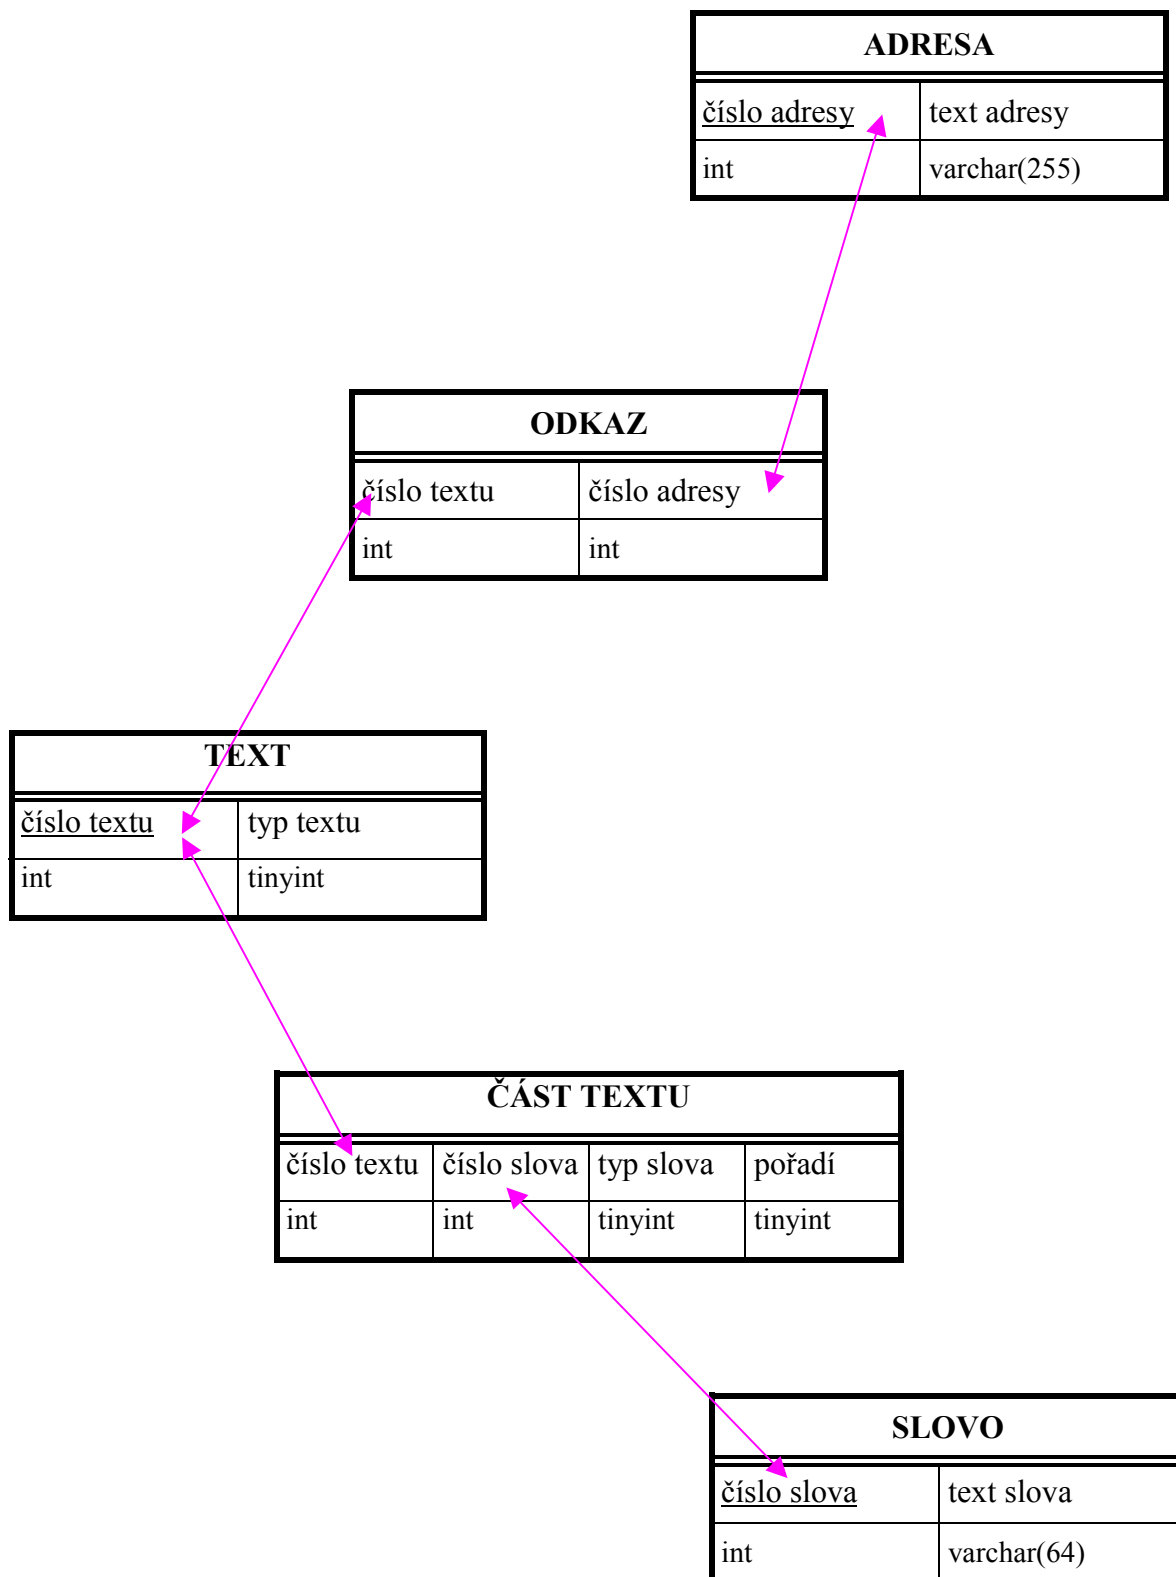 ADRESA
číslo adresy text adresy
int varchar(255)
ODKAZ
číslo textu číslo adresy
int int
TEXT
číslo textu typ textu
int tinyint
ČÁST TEXTU
číslo textu číslo slova typ slova pořadí
int int tinyint tinyint
SLOVO
číslo slova text slova
int varchar(64)